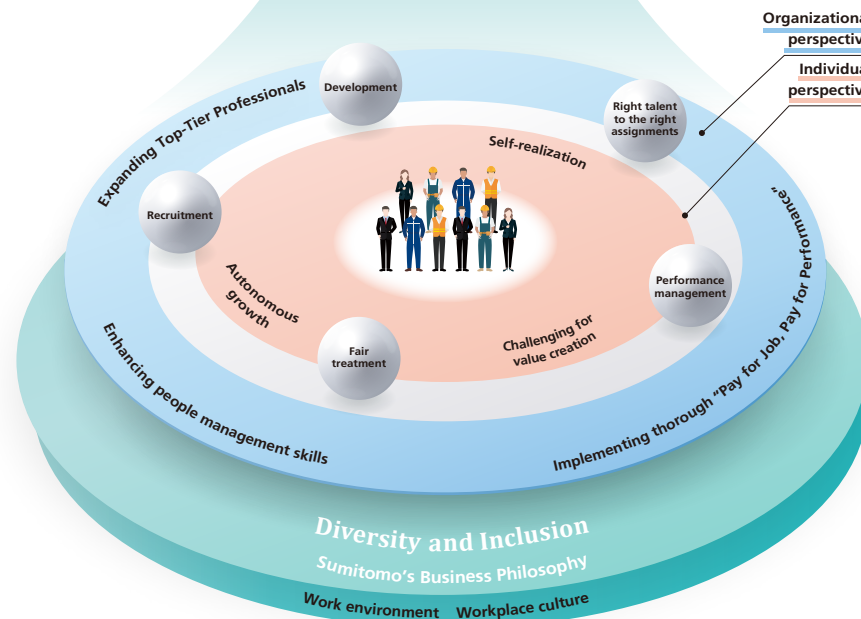 Organizationa
perspectiv
Individua
perspectiv
Development
Right talent
to the right
assignments
Expanding Top-Tier Professionals
Self-realization
Recruitment
Implementing thorough “Pay for Job, Pay for Performance”
Performance
management
Autonomous
growth
Challenging for
value creation
Fair
treatment
Enhancing people management skills
Diversity and Inclusion
Sumitomo’s Business Philosophy
Work environment Workplace culture